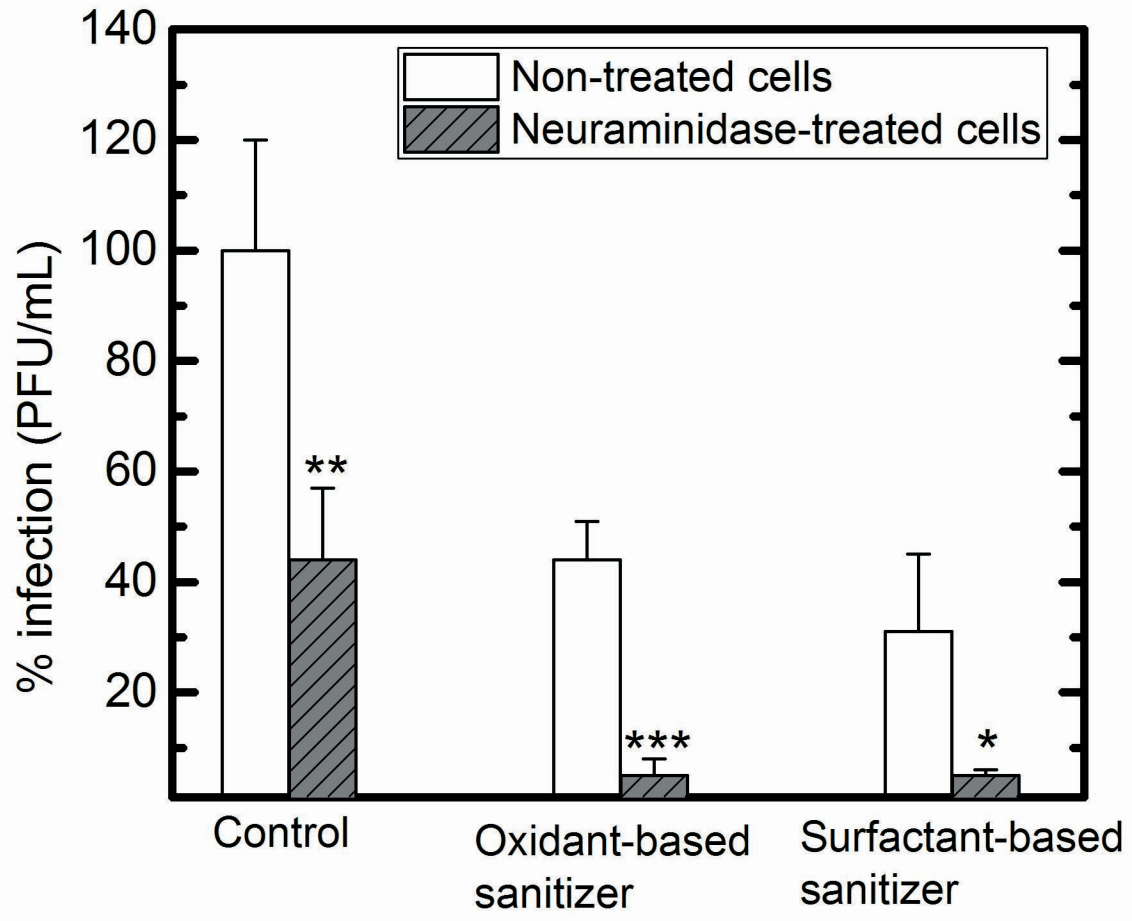 140
120
100
80
60
40
20
% infection (PFU/mL)
Non-treated cells
Neuraminidase-treated cells
**
***
*
Control
Oxidant-based
sanitizer
Surfactant-based
sanitizer